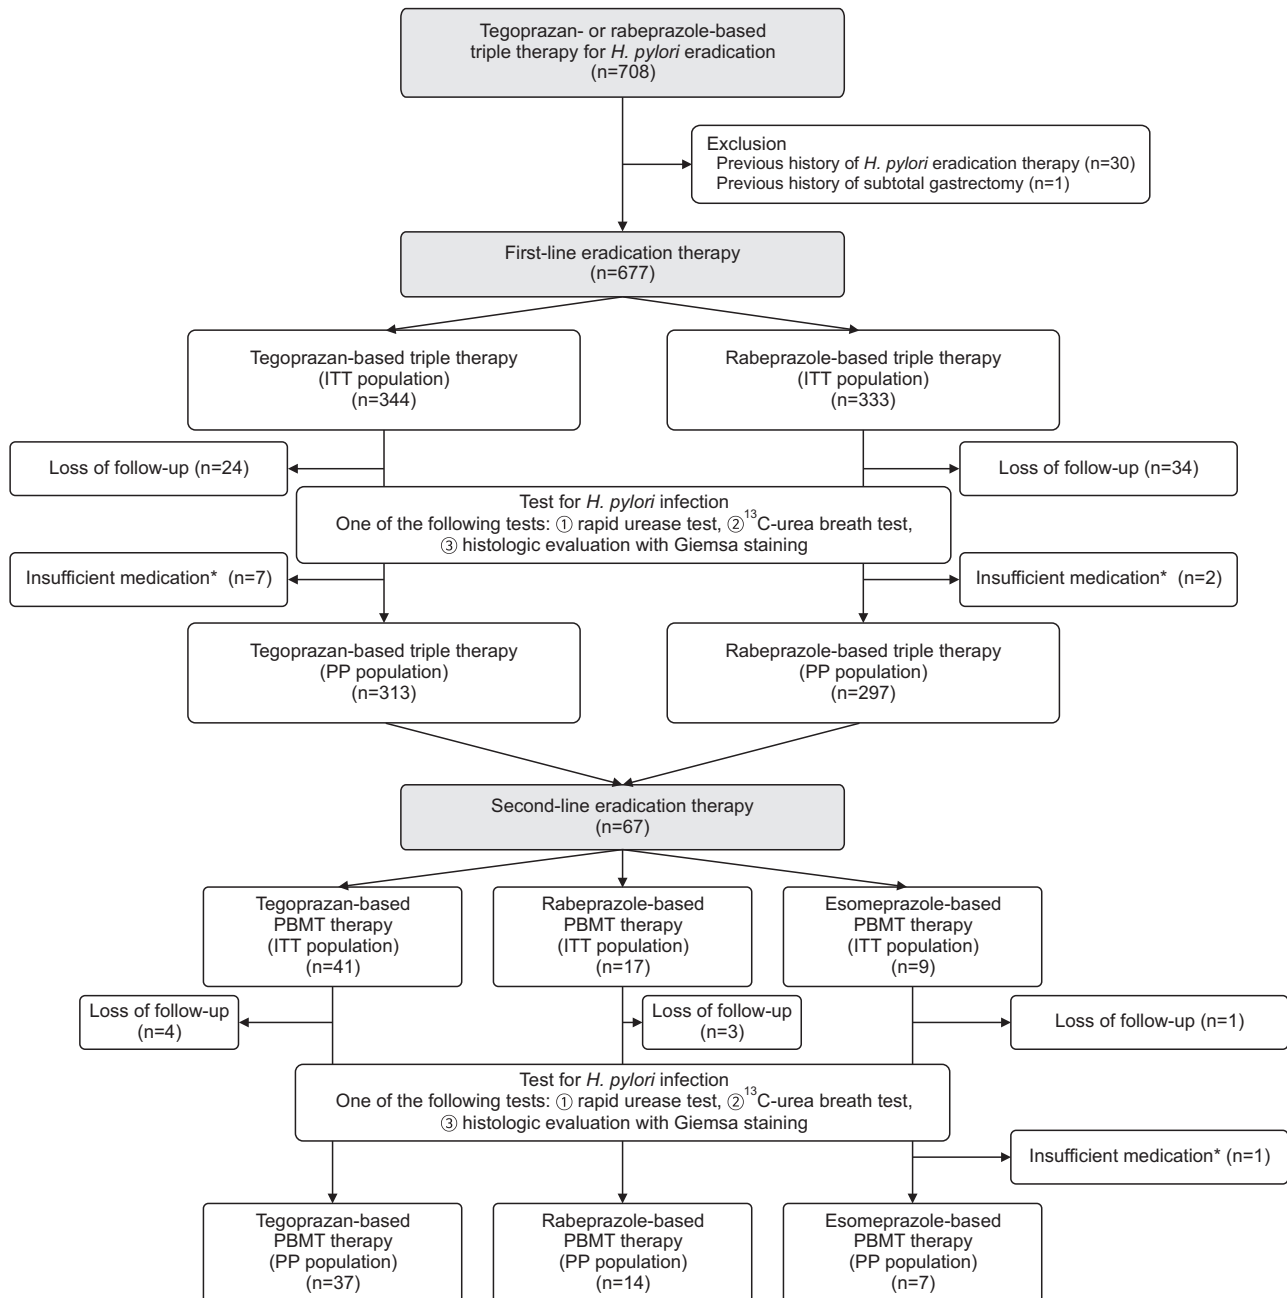 Tegoprazan- or rabeprazole-based
triple therapy for H. pylori eradication
(n=708)
Exclusion
Previous history of H. pylori eradication therapy (n=30)
Previous history of subtotal gastrectomy (n=1)
First-line eradication therapy
(n=677)
Tegoprazan-based triple therapy
(ITT population)
(n=344)
Rabeprazole-based triple therapy
(ITT population)
(n=333)
Loss of follow-up (n=24)
Loss of follow-up (n=34)
Test for H. pylori infection
One of the following tests: ① rapid urease test, ② ¹³C-urea breath test,
③ histologic evaluation with Giemsa staining
Insufficient medication* (n=7)
Insufficient medication* (n=2)
Tegoprazan-based triple therapy
(PP population)
(n=313)
Rabeprazole-based triple therapy
(PP population)
(n=297)
Second-line eradication therapy
(n=67)
Tegoprazan-based
PBMT therapy
(ITT population)
(n=41)
Rabeprazole-based
PBMT therapy
(ITT population)
(n=17)
Esomeprazole-based
PBMT therapy
(ITT population)
(n=9)
Loss of follow-up
(n=4)
Loss of follow-up
(n=3)
Loss of follow-up (n=1)
Test for H. pylori infection
One of the following tests: ① rapid urease test, ② ¹³C-urea breath test,
③ histologic evaluation with Giemsa staining
Insufficient medication* (n=1)
Tegoprazan-based
PBMT therapy
(PP population)
(n=37)
Rabeprazole-based
PBMT therapy
(PP population)
(n=14)
Esomeprazole-based
PBMT therapy
(PP population)
(n=7)